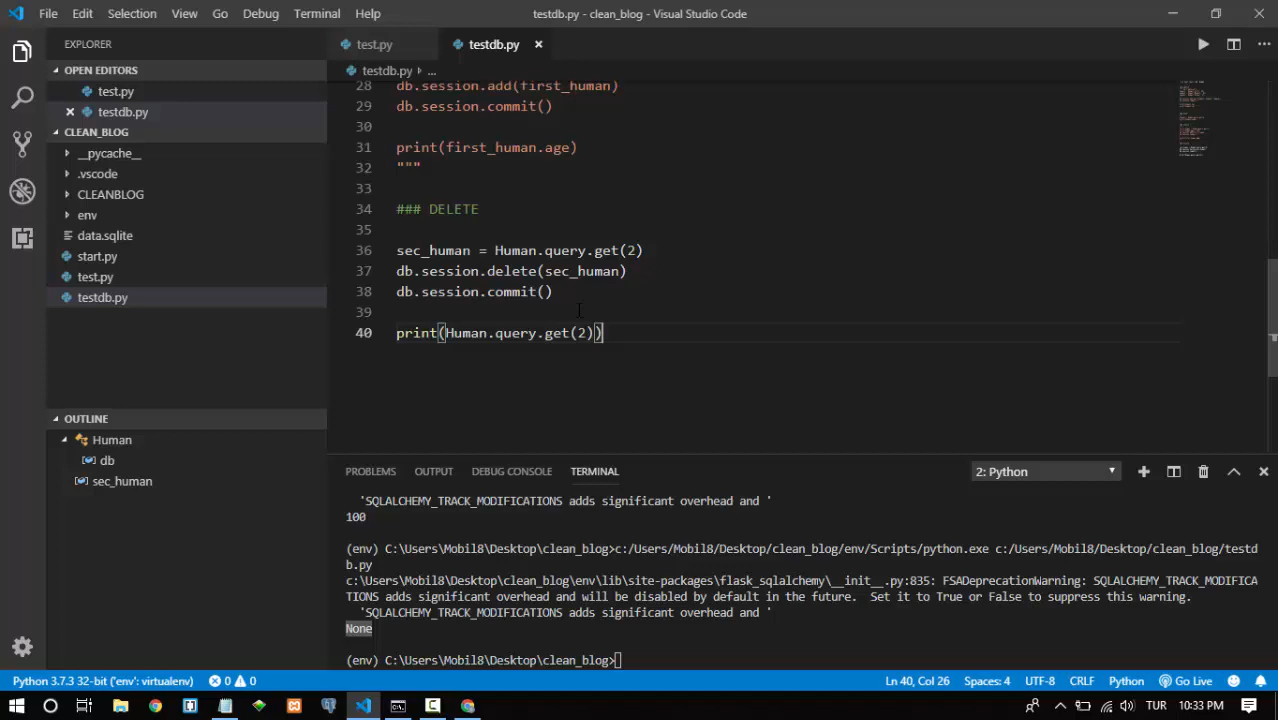 File Edit Selection View Go Debug Terminal Help testdb.py - clean_blog - Visual Studio Code
EXPLORER
OPEN EDITORS
test.py
testdb.py
CLEAN_BLOG
__pycache__
.vscode
CLEANBLOG
env
data.sqlite
start.py
test.py
testdb.py
OUTLINE
Human
db
sec_human
test.py testdb.py
testdb.py ...
28 db.session.add(first_human)
29 db.session.commit()
30
31 print(first_human.age)
32 """
33
34 ### DELETE
35
36 sec_human = Human.query.get(2)
37 db.session.delete(sec_human)
38 db.session.commit()
39
40 print(Human.query.get(2))
PROBLEMS OUTPUT DEBUG CONSOLE TERMINAL 2: Python
'SQLALCHEMY_TRACK_MODIFICATIONS adds significant overhead and '
100
(env) C:\Users\Mobil8\Desktop\clean_blog>c:/Users/Mobil8/Desktop/clean_blog/env/Scripts/python.exe c:/Users/Mobil8/Desktop/clean_blog/testd
b.py
c:\Users\Mobil8\Desktop\clean_blog\env\lib\site-packages\flask_sqlalchemy\__init__.py:835: FSADeprecationWarning: SQLALCHEMY_TRACK_MODIFICA
TIONS adds significant overhead and will be disabled by default in the future.  Set it to True or False to suppress this warning.
'SQLALCHEMY_TRACK_MODIFICATIONS adds significant overhead and '
None
(env) C:\Users\Mobil8\Desktop\clean_blog>
Python 3.7.3 32-bit ('env': virtualenv) 0 0 Ln 40, Col 26 Spaces: 4 UTF-8 CRLF Python Go Live
TUR 10:33 PM